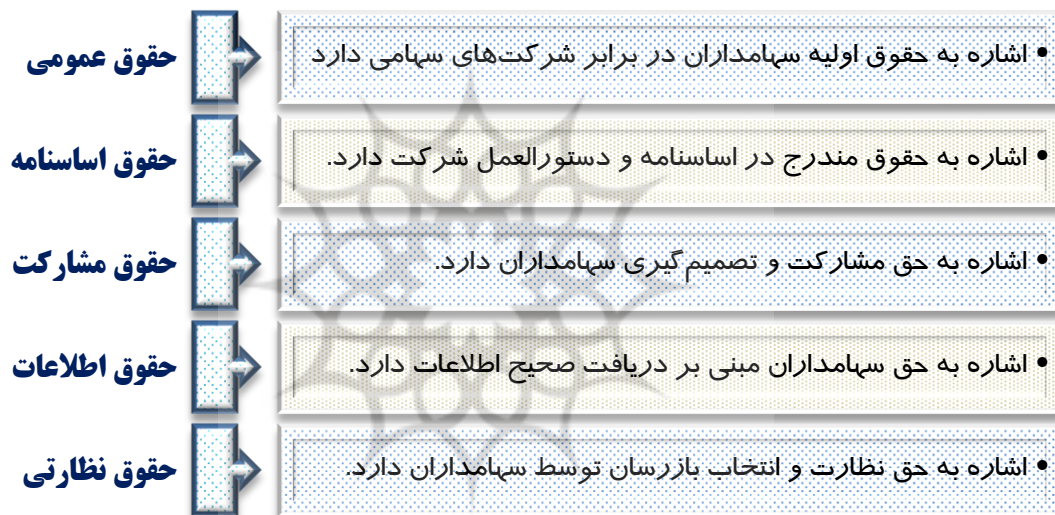 حقوق عمومی
• اشاره به حقوق اولیه سهامداران در برابر شرکت‌های سهامی دارد
حقوق اساسنامه
• اشاره به حقوق مندرج در اساسنامه و دستورالعمل شرکت دارد.
حقوق مشارکت
• اشاره به حق مشارکت و تصمیم‌گیری سهامداران دارد.
حقوق اطلاعات
• اشاره به حق سهامداران مبنی بر دریافت صحیح اطلاعات دارد.
حقوق نظارتی
• اشاره به حق نظارت و انتخاب بازرسان توسط سهامداران دارد.